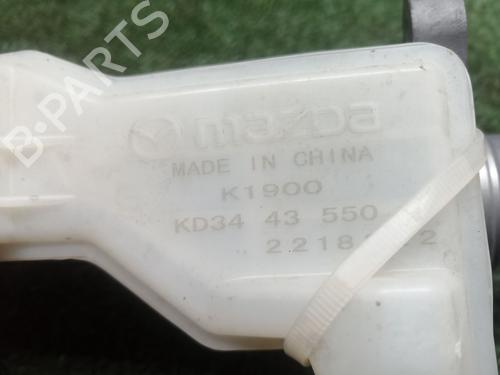 B-PARTS
mazda
MADE IN CHINA
K1900
KD34 43 550